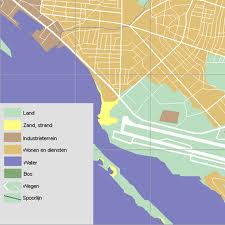 Land
Zand, strand
Industrieterrein
Wonen en diensten
Water
Bos
Wegen
Spoorlijn